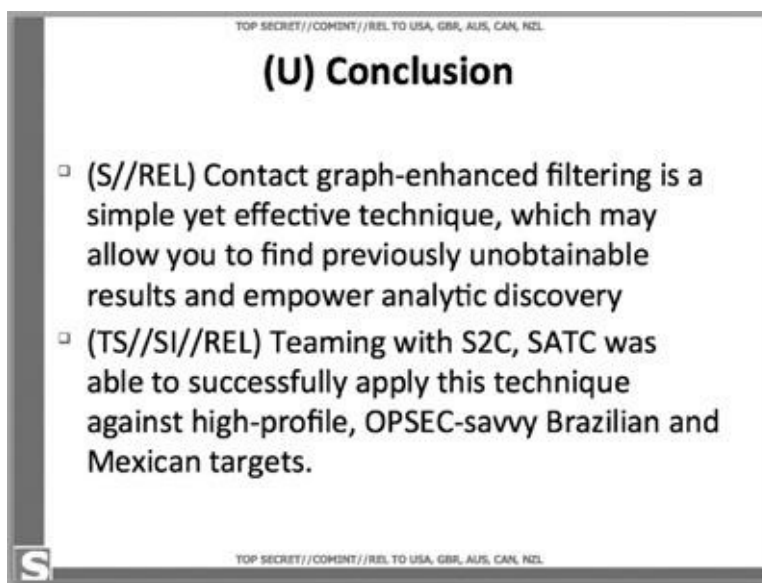 TOP SECRET//COMINT//REL TO USA, GBR, AUS, CAN, NZL
(U) Conclusion
(S//REL) Contact graph-enhanced filtering is a
simple yet effective technique, which may
allow you to find previously unobtainable
results and empower analytic discovery
(TS//SI//REL) Teaming with S2C, SATC was
able to successfully apply this technique
against high-profile, OPSEC-savvy Brazilian and
Mexican targets.
S
TOP SECRET//COMINT//REL TO USA, GBR, AUS, CAN, NZL